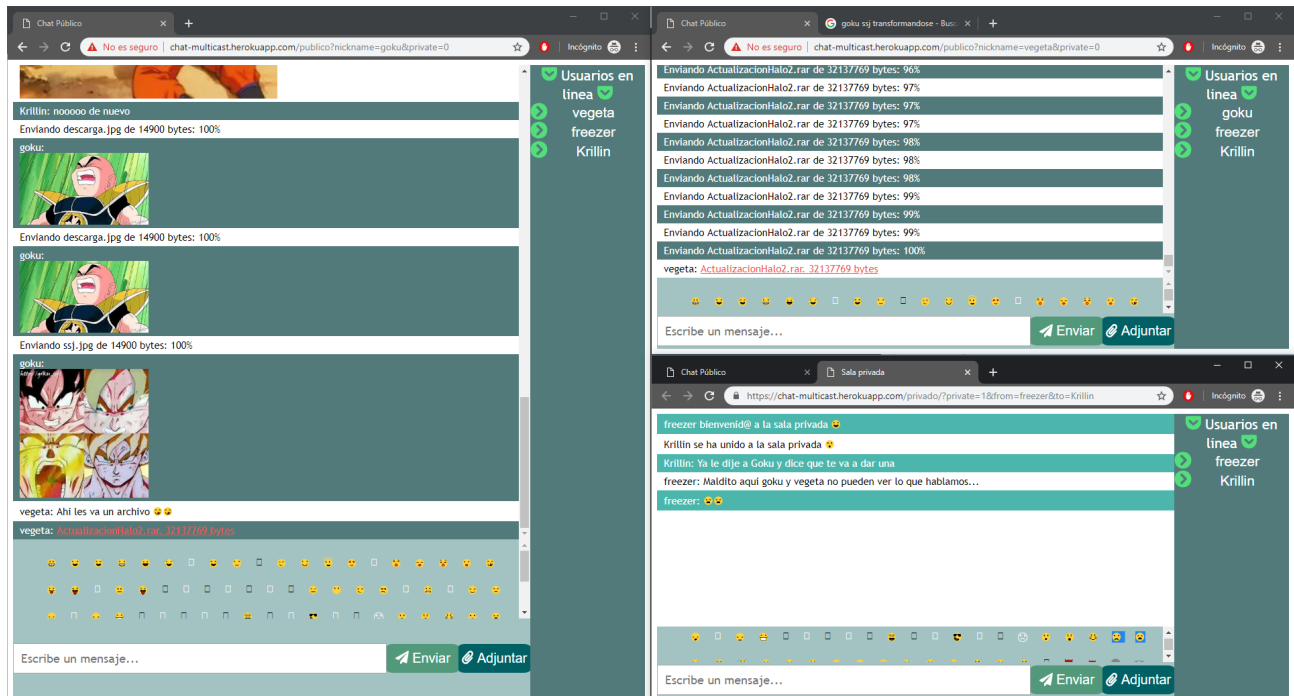 Chat Público
No es seguro
chat-multicast.herokuapp.com/publico?nickname=goku&private=0
Incógnito
Krillin: nooooo de nuevo
Enviando descarga.jpg de 14900 bytes: 100%
goku:
Enviando descarga.jpg de 14900 bytes: 100%
goku:
Enviando ssj.jpg de 14900 bytes: 100%
goku:
vegeta: Ahí les va un archivo
vegeta: ActualizacionHalo2.rar. 32137769 bytes
Escribe un mensaje...
Enviar
Adjuntar
Usuarios en
linea
vegeta
freezer
Krillin
Chat Público
goku ssj transformandose - Busc
No es seguro
chat-multicast.herokuapp.com/publico?nickname=vegeta&private=0
Incógnito
Enviando ActualizacionHalo2.rar de 32137769 bytes: 96%
Enviando ActualizacionHalo2.rar de 32137769 bytes: 97%
Enviando ActualizacionHalo2.rar de 32137769 bytes: 97%
Enviando ActualizacionHalo2.rar de 32137769 bytes: 97%
Enviando ActualizacionHalo2.rar de 32137769 bytes: 98%
Enviando ActualizacionHalo2.rar de 32137769 bytes: 98%
Enviando ActualizacionHalo2.rar de 32137769 bytes: 98%
Enviando ActualizacionHalo2.rar de 32137769 bytes: 99%
Enviando ActualizacionHalo2.rar de 32137769 bytes: 99%
Enviando ActualizacionHalo2.rar de 32137769 bytes: 99%
Enviando ActualizacionHalo2.rar de 32137769 bytes: 100%
vegeta: ActualizacionHalo2.rar. 32137769 bytes
Escribe un mensaje...
Enviar
Adjuntar
Usuarios en
linea
goku
freezer
Krillin
Chat Público
Sala privada
https://chat-multicast.herokuapp.com/privado/?private=1&from=freezer&to=Krillin
Incógnito
freezer bienvenid@ a la sala privada
Krillin se ha unido a la sala privada
Krillin: Ya le dije a Goku y dice que te va a dar una
freezer: Maldito aquí goku y vegeta no pueden ver lo que hablamos...
freezer:
Escribe un mensaje...
Enviar
Adjuntar
Usuarios en
linea
freezer
Krillin